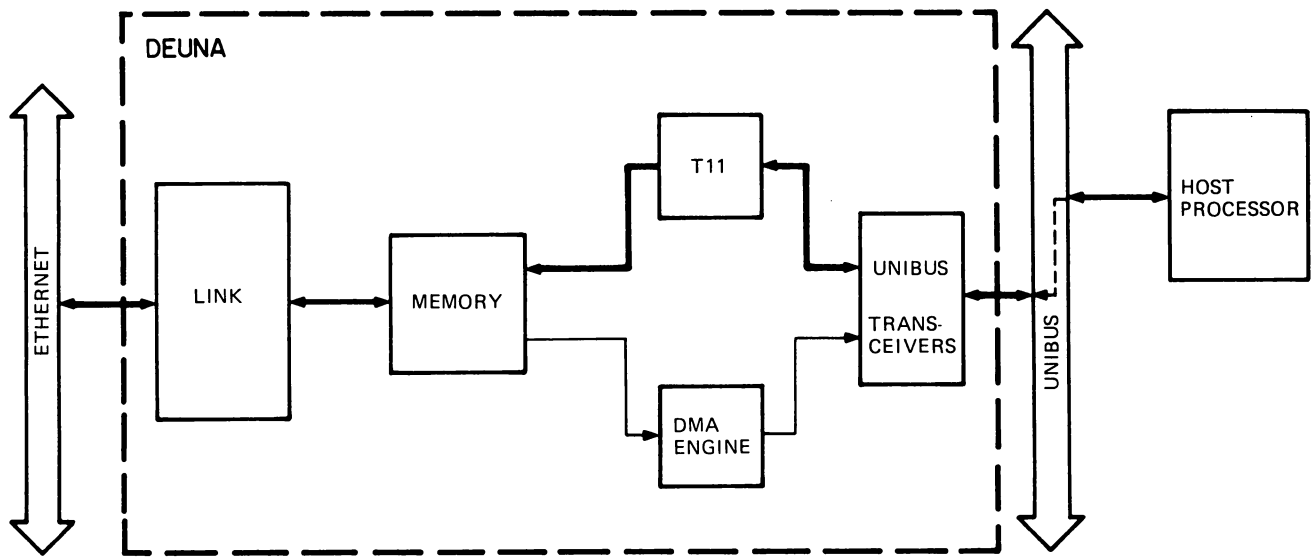 DEUNA
ETHERNET
LINK
MEMORY
T11
DMA
ENGINE
UNIBUS
TRANS-
CEIVERS
UNIBUS
HOST
PROCESSOR